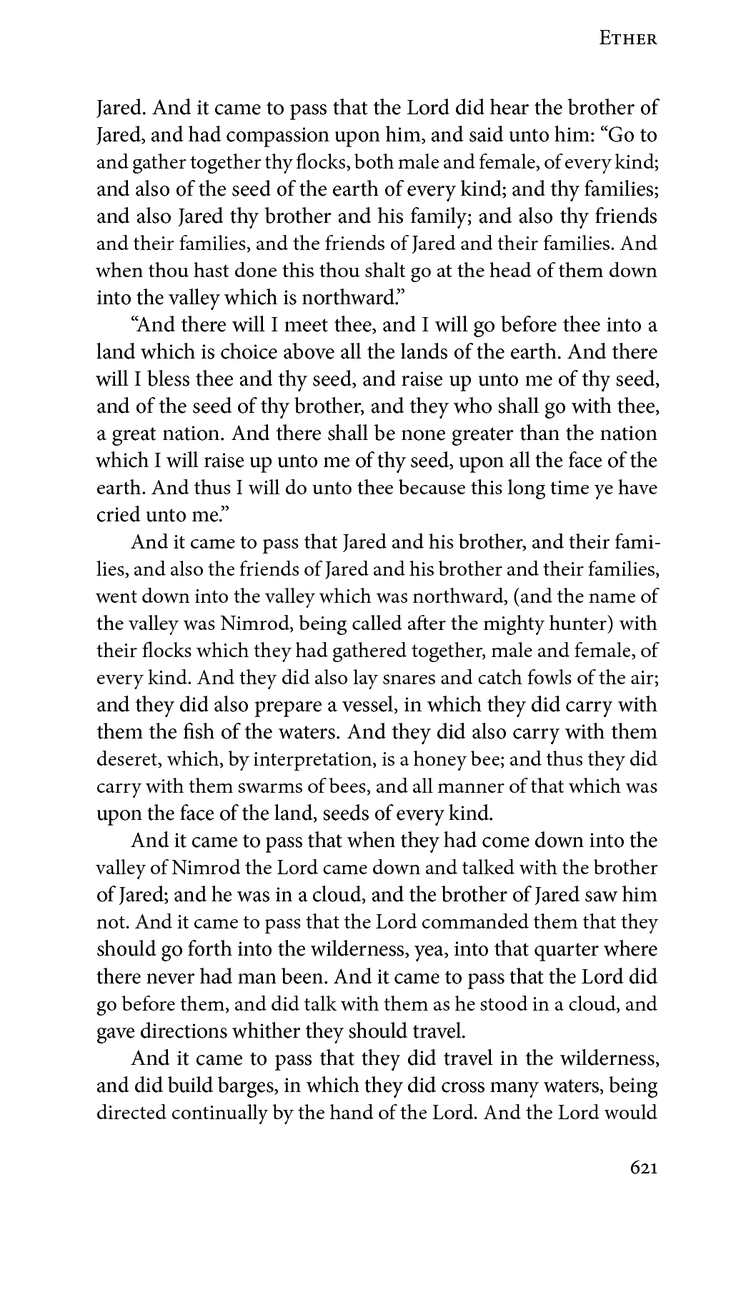 Ether
Jared. And it came to pass that the Lord did hear the brother of
Jared, and had compassion upon him, and said unto him: “Go to
and gather together thy flocks, both male and female, of every kind;
and also of the seed of the earth of every kind; and thy families;
and also Jared thy brother and his family; and also thy friends
and their families, and the friends of Jared and their families. And
when thou hast done this thou shalt go at the head of them down
into the valley which is northward.”
“And there will I meet thee, and I will go before thee into a
land which is choice above all the lands of the earth. And there
will I bless thee and thy seed, and raise up unto me of thy seed,
and of the seed of thy brother, and they who shall go with thee,
a great nation. And there shall be none greater than the nation
which I will raise up unto me of thy seed, upon all the face of the
earth. And thus I will do unto thee because this long time ye have
cried unto me.”
And it came to pass that Jared and his brother, and their fami-
lies, and also the friends of Jared and his brother and their families,
went down into the valley which was northward, (and the name of
the valley was Nimrod, being called after the mighty hunter) with
their flocks which they had gathered together, male and female, of
every kind. And they did also lay snares and catch fowls of the air;
and they did also prepare a vessel, in which they did carry with
them the fish of the waters. And they did also carry with them
deseret, which, by interpretation, is a honey bee; and thus they did
carry with them swarms of bees, and all manner of that which was
upon the face of the land, seeds of every kind.
And it came to pass that when they had come down into the
valley of Nimrod the Lord came down and talked with the brother
of Jared; and he was in a cloud, and the brother of Jared saw him
not. And it came to pass that the Lord commanded them that they
should go forth into the wilderness, yea, into that quarter where
there never had man been. And it came to pass that the Lord did
go before them, and did talk with them as he stood in a cloud, and
gave directions whither they should travel.
And it came to pass that they did travel in the wilderness,
and did build barges, in which they did cross many waters, being
directed continually by the hand of the Lord. And the Lord would
621